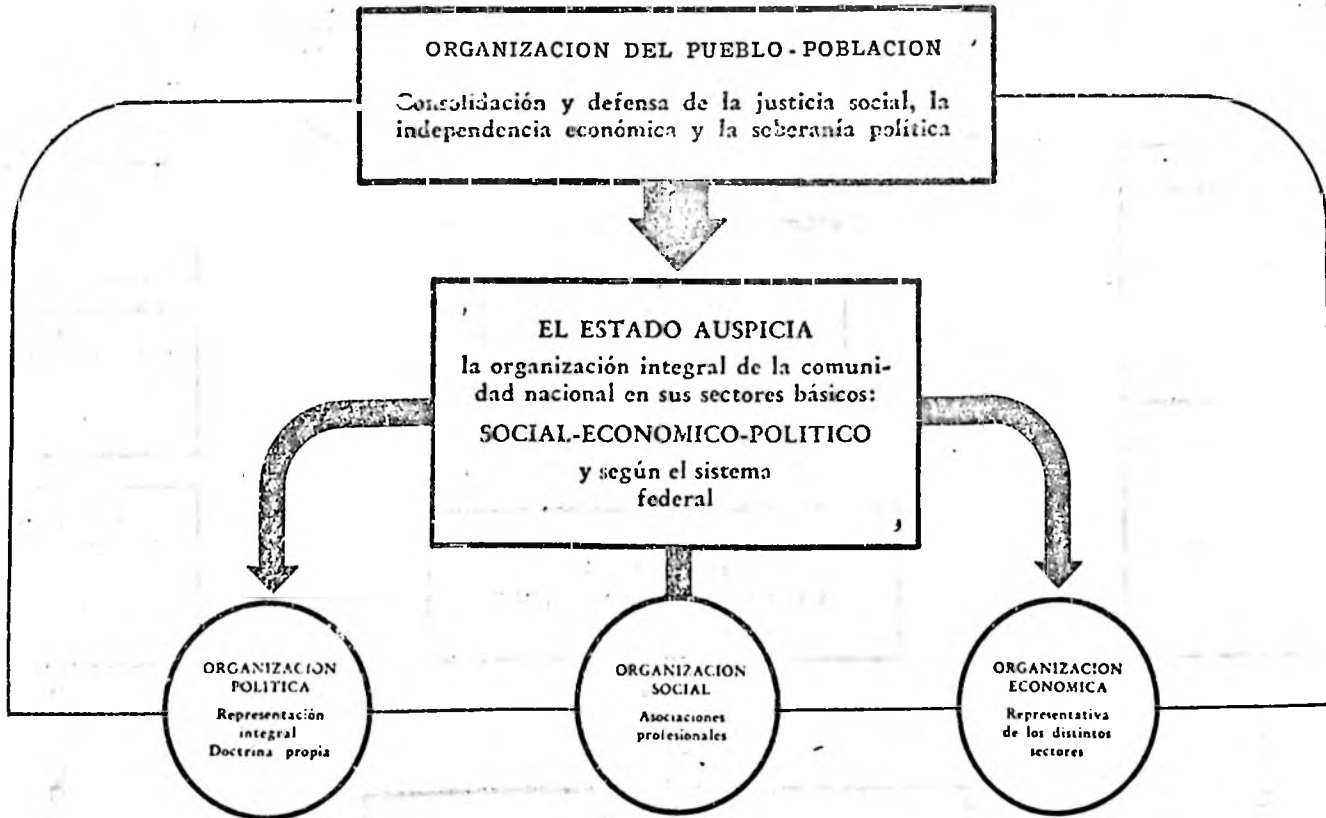 ORGANIZACION DEL PUEBLO-POBLACION
Consolidación y defensa de la justicia social, la
independencia económica y la soberanía política
EL ESTADO AUSPICIA
la organización integral de la comuni-
dad nacional en sus sectores básicos:
SOCIAL-ECONOMICO-POLITICO
y según el sistema
federal
ORGANIZACION
POLITICA
Representación
integral
Doctrina propia
ORGANIZACION
SOCIAL
Asociaciones
profesionales
ORGANIZACION
ECONOMICA
Representativa
de los distintos
sectores